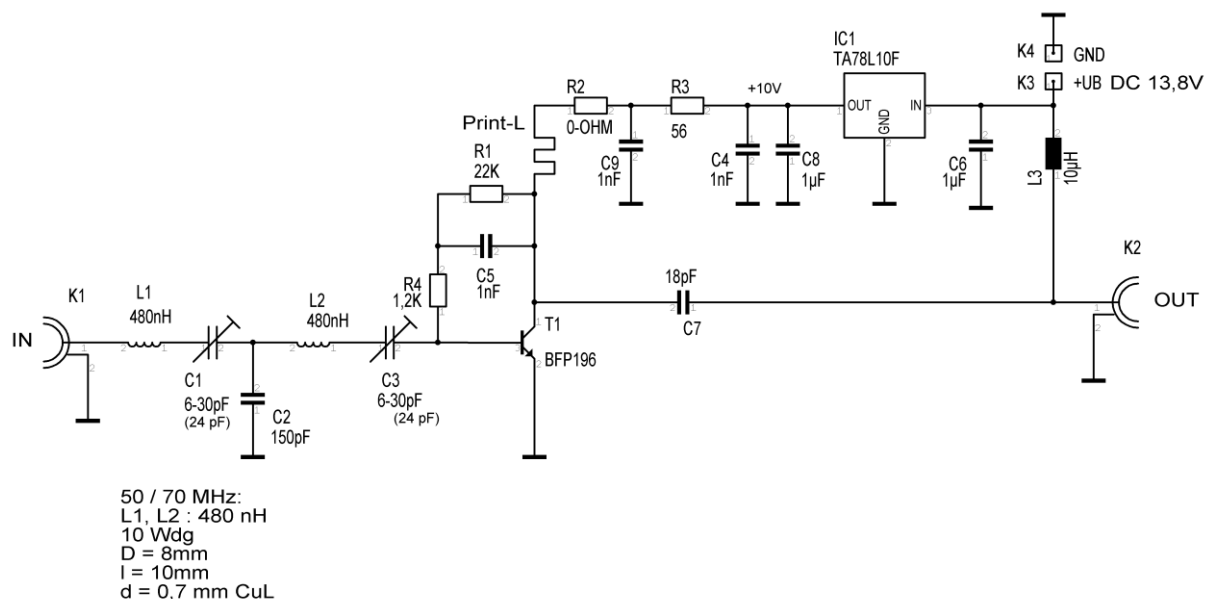 IC1
TA78L10F
K4
GND
K3
+UB DC 13,8V
R2
0-OHM
R3
56
+10V
OUT
IN
GND
Print-L
R1
22K
C9
1nF
C4
1nF
C8
1µF
C6
1µF
L3
10µH
C5
1nF
R4
1,2K
K2
OUT
18pF
C7
K1
IN
L1
480nH
L2
480nH
T1
BFP196
C1
6-30pF
(24 pF)
C3
6-30pF
(24 pF)
C2
150pF
50 / 70 MHz:
L1, L2 : 480 nH
10 Wdg
D = 8mm
l = 10mm
d = 0,7 mm CuL